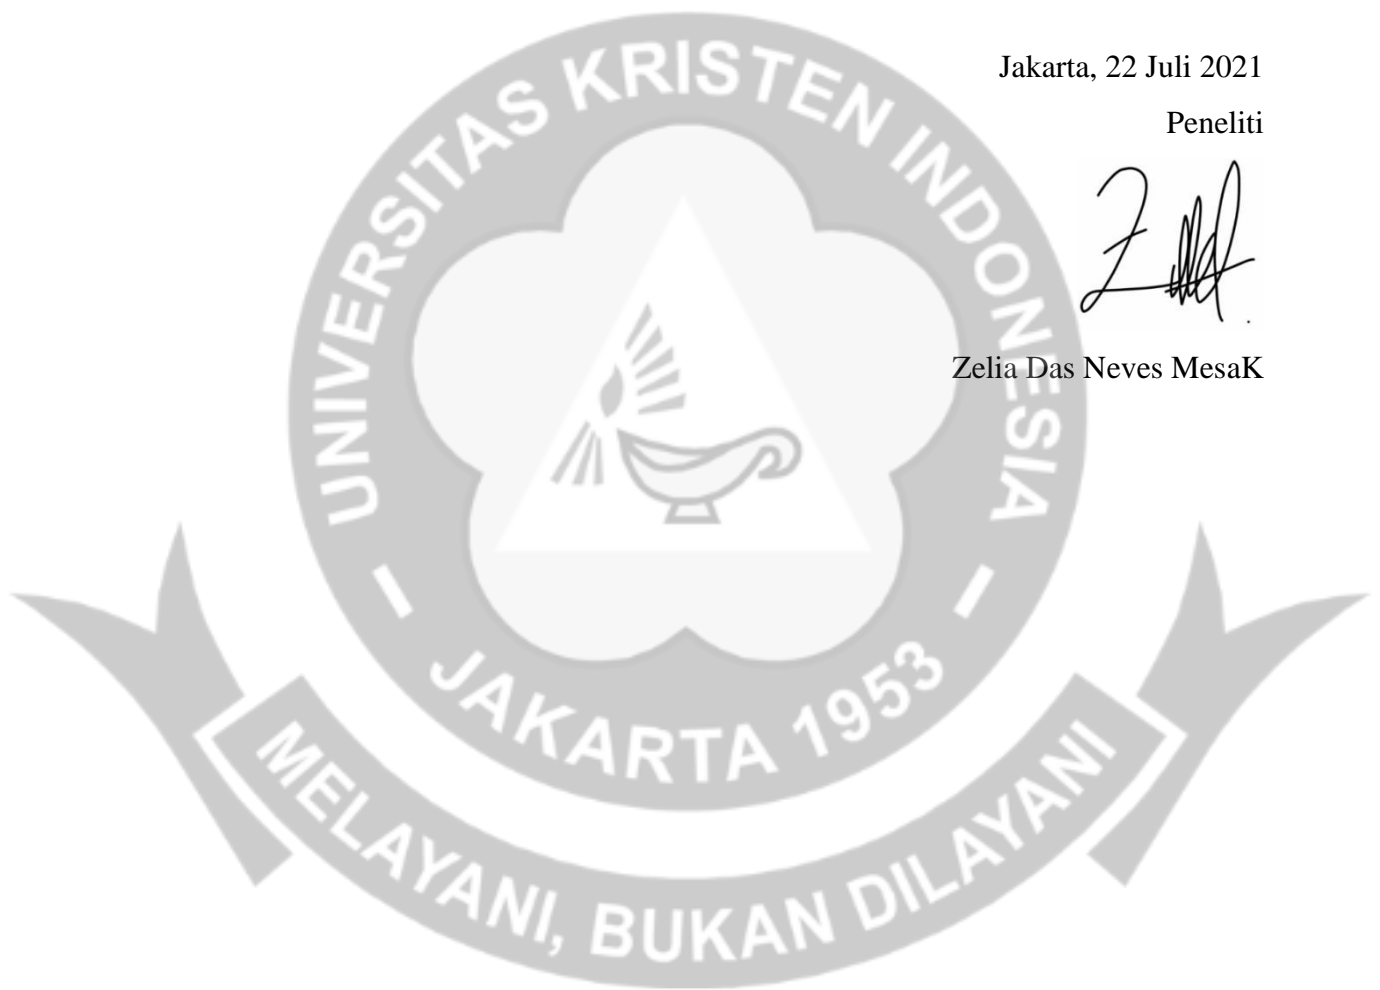 Jakarta, 22 Juli 2021
Peneliti
Zelia Das Neves MesaK
UNIVERSITAS KRISTEN INDONESIA
JAKARTA 1953
MELAYANI, BUKAN DILAYANI